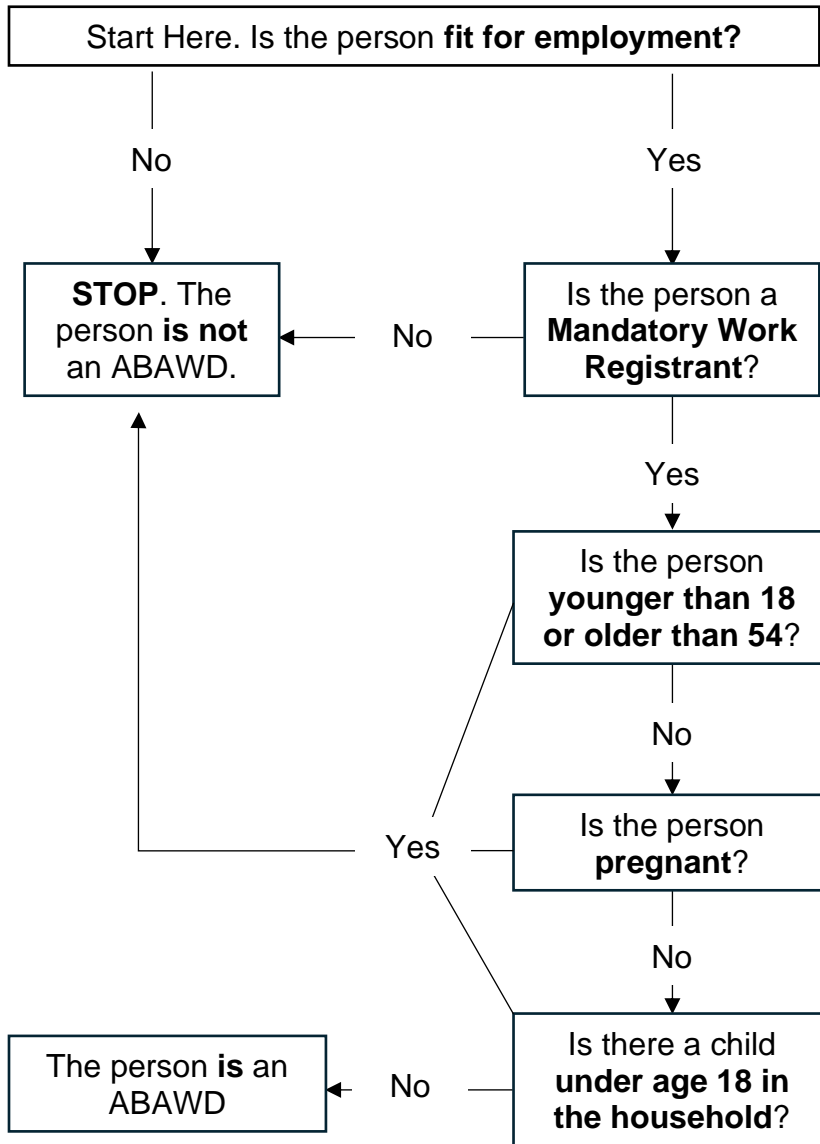 Start Here. Is the person fit for employment?
No
Yes
STOP. The
person is not
an ABAWD.
No
Is the person a
Mandatory Work
Registrant?
Yes
Is the person
younger than 18
or older than 54?
No
Yes
Is the person
pregnant?
No
The person is an
ABAWD
No
Is there a child
under age 18 in
the household?